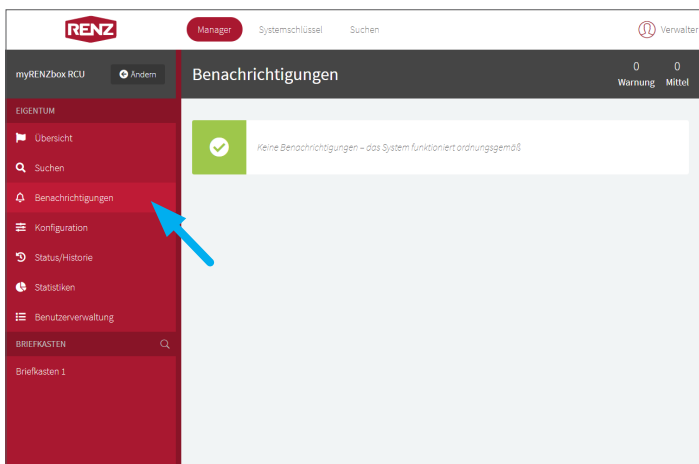 RENZ
Manager Systemschlüssel Suchen Verwalter
myRENZbox RCU Ändern
Benachrichtigungen
0 0
Warnung Mittel
EIGENTUM
Übersicht
Suchen
Benachrichtigungen
Konfiguration
Status/Historie
Statistiken
Benutzerverwaltung
BRIEFKASTEN
Briefkasten 1
Keine Benachrichtigungen – das System funktioniert ordnungsgemäß